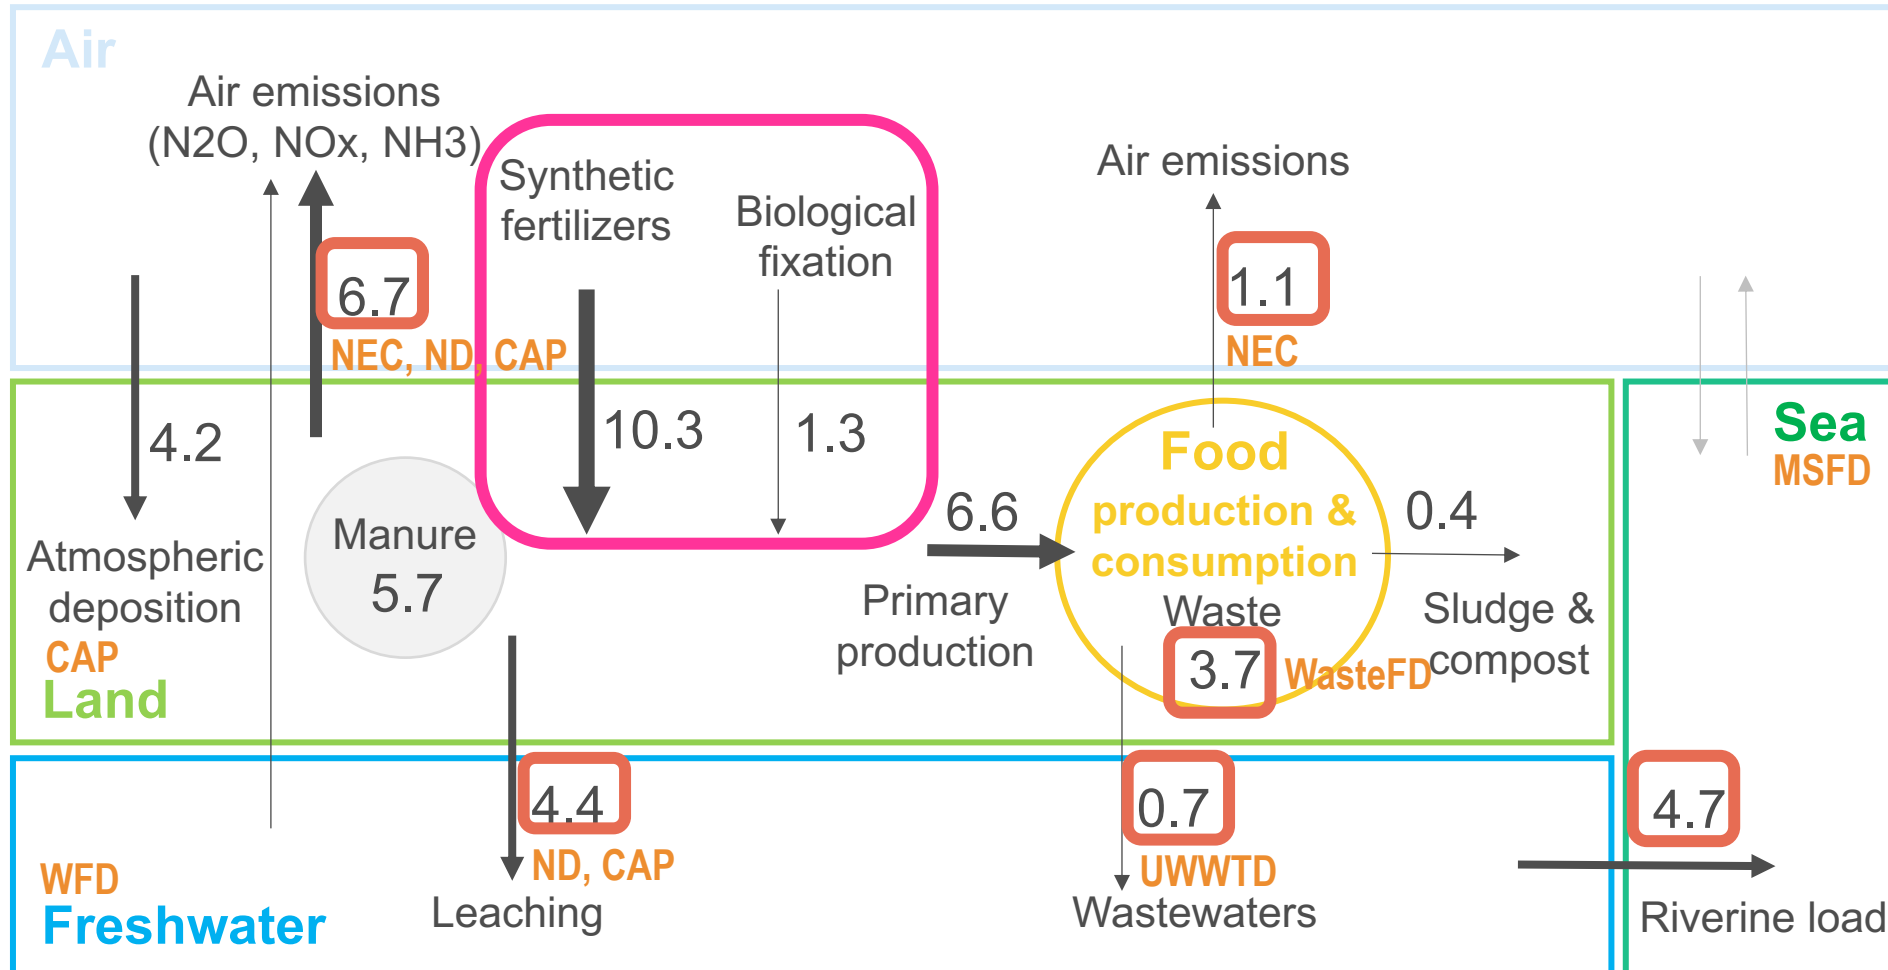 Air
Air emissions
(N2O, NOx, NH3)
6.7
NEC, ND, CAP
Synthetic
fertilizers
Biological
fixation
Air emissions
1.1
NEC
4.2
10.3
1.3
Atmospheric
deposition
CAP
Land
Manure
5.7
6.6
Primary
production
Food
production &
consumption
Waste
3.7
WasteFD
0.4
Sludge &
compost
Sea
MSFD
4.4
ND, CAP
Leaching
0.7
UWWTD
Wastewaters
4.7
Riverine load
WFD
Freshwater